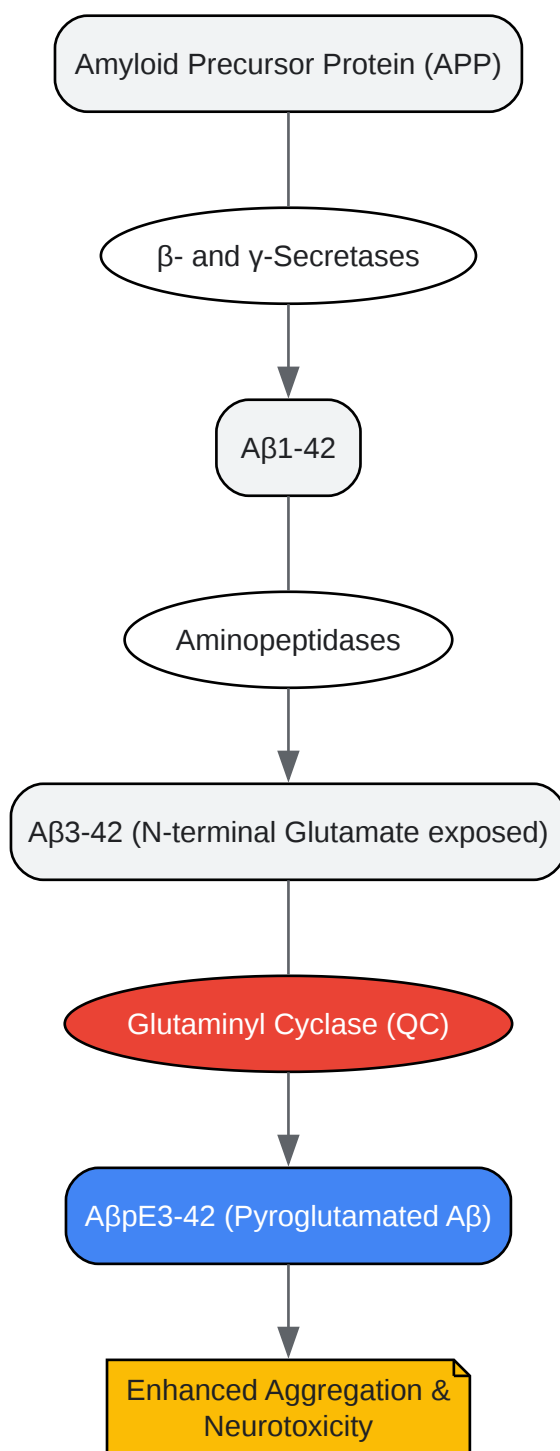 Amyloid Precursor Protein (APP)
β- and γ-Secretases
Aβ1-42
Aminopeptidases
Aβ3-42 (N-terminal Glutamate exposed)
Glutaminyl Cyclase (QC)
AβpE3-42 (Pyroglutamated Aβ)
Enhanced Aggregation &
Neurotoxicity